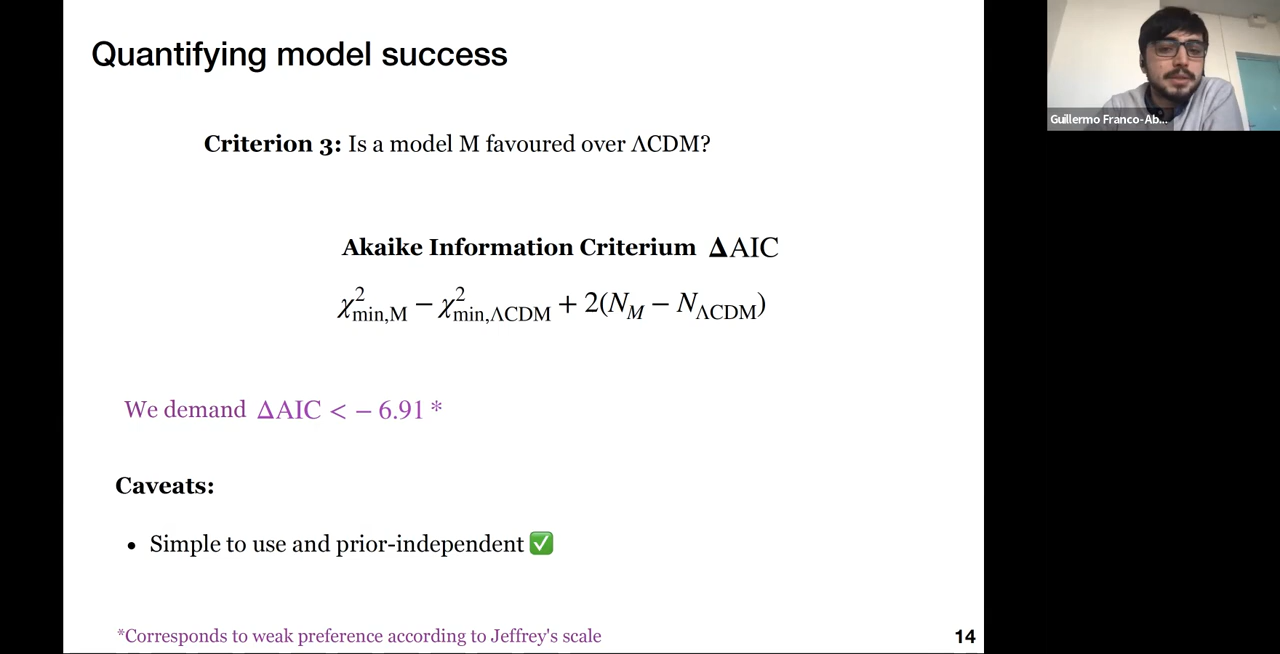 Quantifying model success
Criterion 3: Is a model M favoured over ΛCDM?
Akaike Information Criterium ΔAIC
χ²min,M − χ²min,ΛCDM + 2(NM − NΛCDM)
We demand ΔAIC < − 6.91 *
Caveats:
• Simple to use and prior-independent ✅
*Corresponds to weak preference according to Jeffrey's scale
14
Guillermo Franco-Ab...